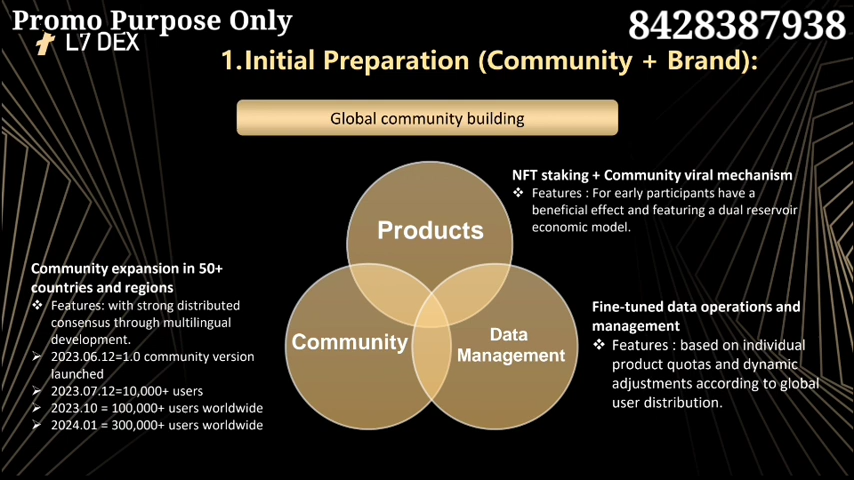 Promo Purpose Only
8428387938
L7 DEX
1.Initial Preparation (Community + Brand):
Global community building
Products
NFT staking + Community viral mechanism
❖ Features : For early participants have a
beneficial effect and featuring a dual reservoir
economic model.
Community expansion in 50+
countries and regions
❖ Features: with strong distributed
consensus through multilingual
development.
➢ 2023.06.12=1.0 community version
launched
➢ 2023.07.12=10,000+ users
➢ 2023.10 = 100,000+ users worldwide
➢ 2024.01 = 300,000+ users worldwide
Community
Data
Management
Fine-tuned data operations and
management
❖ Features : based on individual
product quotas and dynamic
adjustments according to global
user distribution.